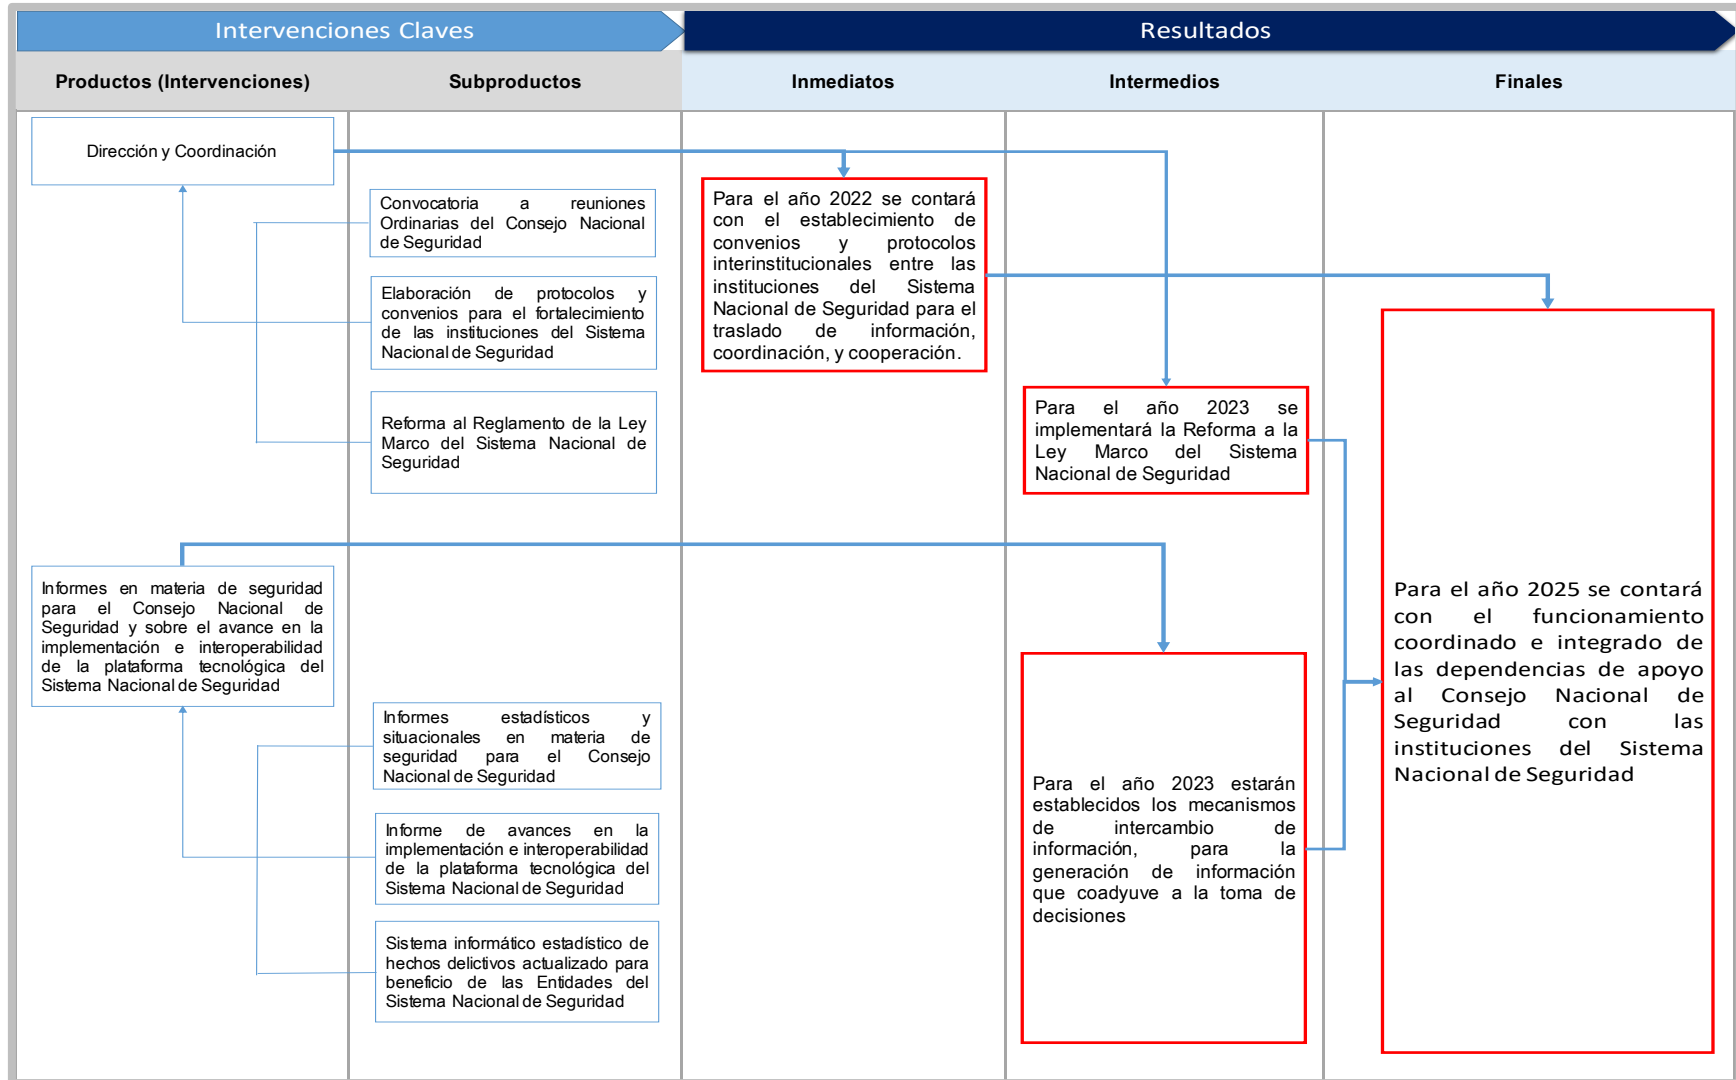 Intervenciones Claves
Resultados
Productos (Intervenciones)
Subproductos
Inmediatos
Intermedios
Finales
Dirección y Coordinación
Convocatoria a reuniones
Ordinarias del Consejo Nacional
de Seguridad
Elaboración de protocolos y
convenios para el fortalecimiento
de las instituciones del Sistema
Nacional de Seguridad
Reforma al Reglamento de la Ley
Marco del Sistema Nacional de
Seguridad
Para el año 2022 se contará
con el establecimiento de
convenios y protocolos
interinstitucionales entre las
instituciones del Sistema
Nacional de Seguridad para el
traslado de información,
coordinación, y cooperación.
Para el año 2023 se
implementará la Reforma a la
Ley Marco del Sistema
Nacional de Seguridad
Informes en materia de seguridad
para el Consejo Nacional de
Seguridad y sobre el avance en la
implementación e interoperabilidad
de la plataforma tecnológica del
Sistema Nacional de Seguridad
Informes estadísticos y
situacionales en materia de
seguridad para el Consejo
Nacional de Seguridad
Informe de avances en la
implementación e interoperabilidad
de la plataforma tecnológica del
Sistema Nacional de Seguridad
Sistema informático estadístico de
hechos delictivos actualizado para
beneficio de las Entidades del
Sistema Nacional de Seguridad
Para el año 2023 estarán
establecidos los mecanismos
de intercambio de
información, para la
generación de información
que coadyuve a la toma de
decisiones
Para el año 2025 se contará
con el funcionamiento
coordinado e integrado de
las dependencias de apoyo
al Consejo Nacional de
Seguridad con las
instituciones del Sistema
Nacional de Seguridad